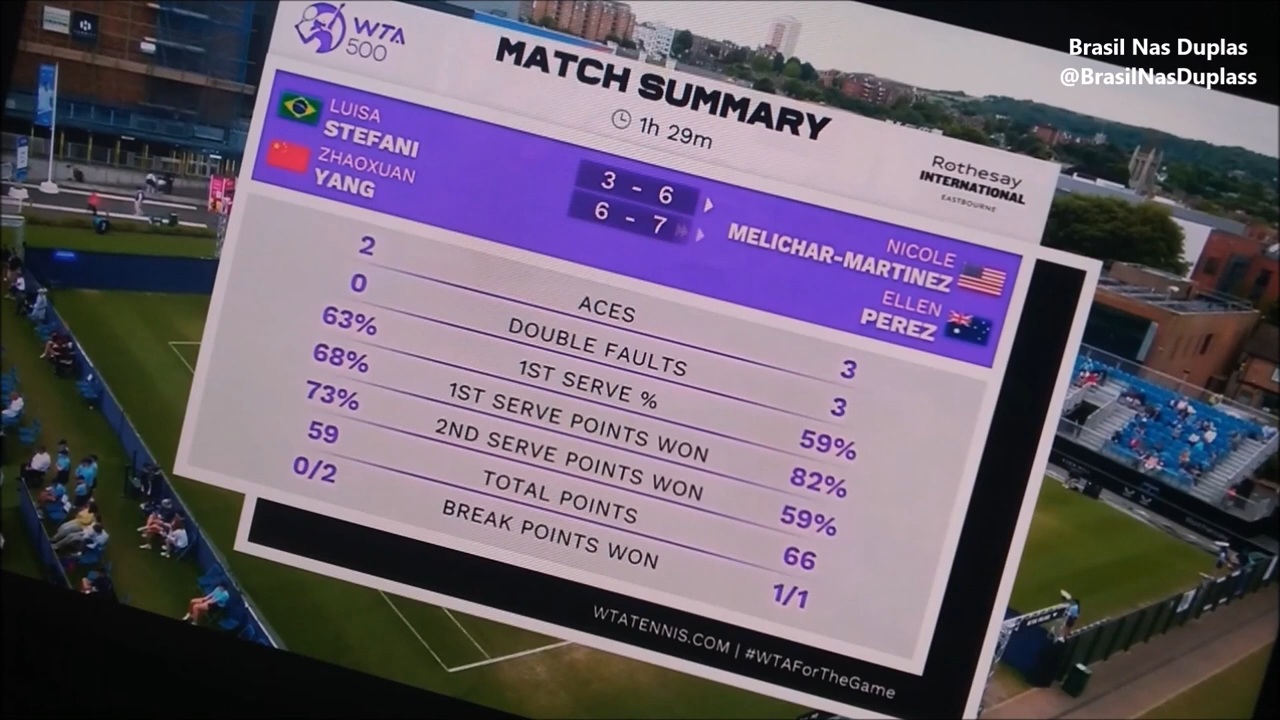 Brasil Nas Duplas
@BrasilNasDuplass
WTA
500
MATCH SUMMARY
1h 29m
Rothesay
INTERNATIONAL
EASTBOURNE
LUISA
STEFANI
ZHAOXUAN
YANG
3 - 6
6 - 7
NICOLE
MELICHAR-MARTINEZ
ELLEN
PEREZ
2 ACES 3
0 DOUBLE FAULTS 3
63% 1ST SERVE % 59%
68% 1ST SERVE POINTS WON 82%
73% 2ND SERVE POINTS WON 59%
59 TOTAL POINTS 66
0/2 BREAK POINTS WON 1/1
WTATENNIS.COM | #WTAForTheGame